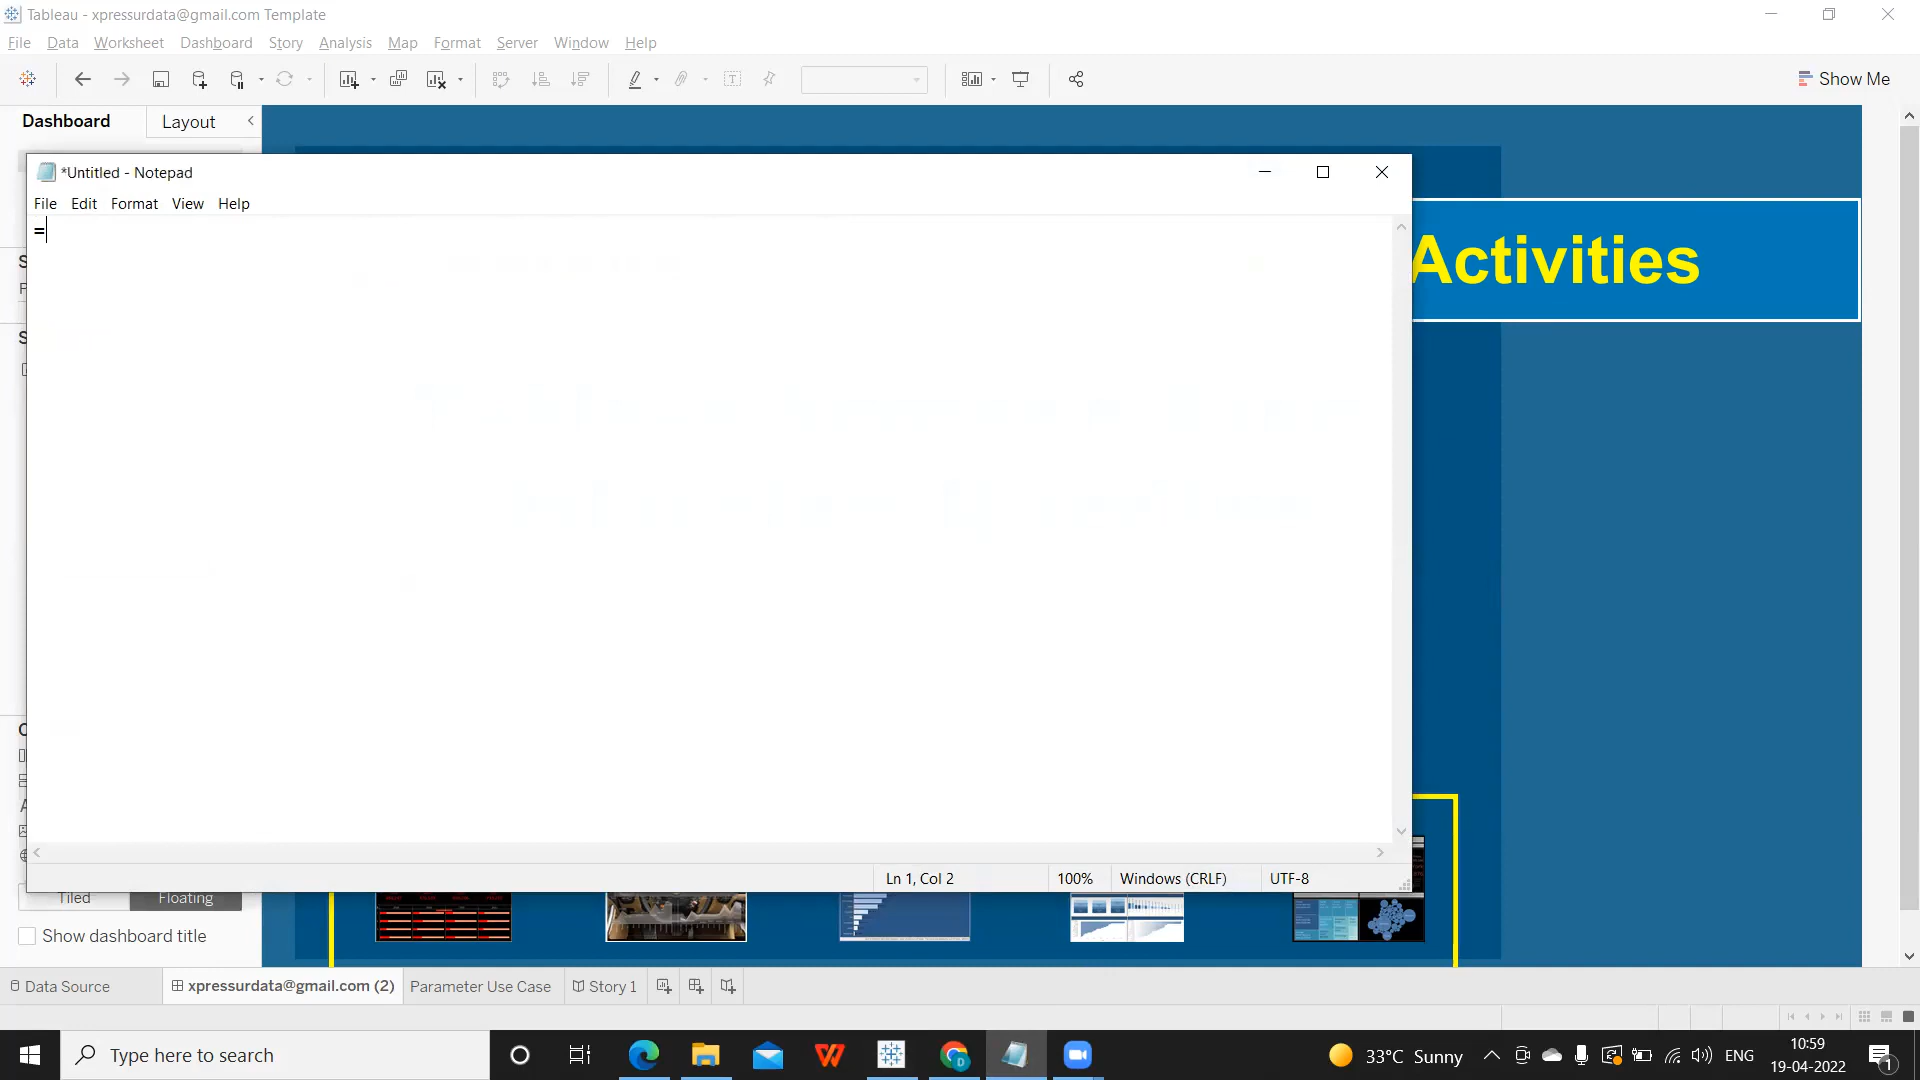 Tableau - xpressurdata@gmail.com Template
File Data Worksheet Dashboard Story Analysis Map Format Server Window Help
Show Me
Dashboard Layout
*Untitled - Notepad
File Edit Format View Help
=
Activities
Ln 1, Col 2 100% Windows (CRLF) UTF-8
Tiled Floating
Show dashboard title
Data Source xpressurdata@gmail.com (2) Parameter Use Case Story 1
Type here to search
33°C Sunny ENG
10:59
19-04-2022
1